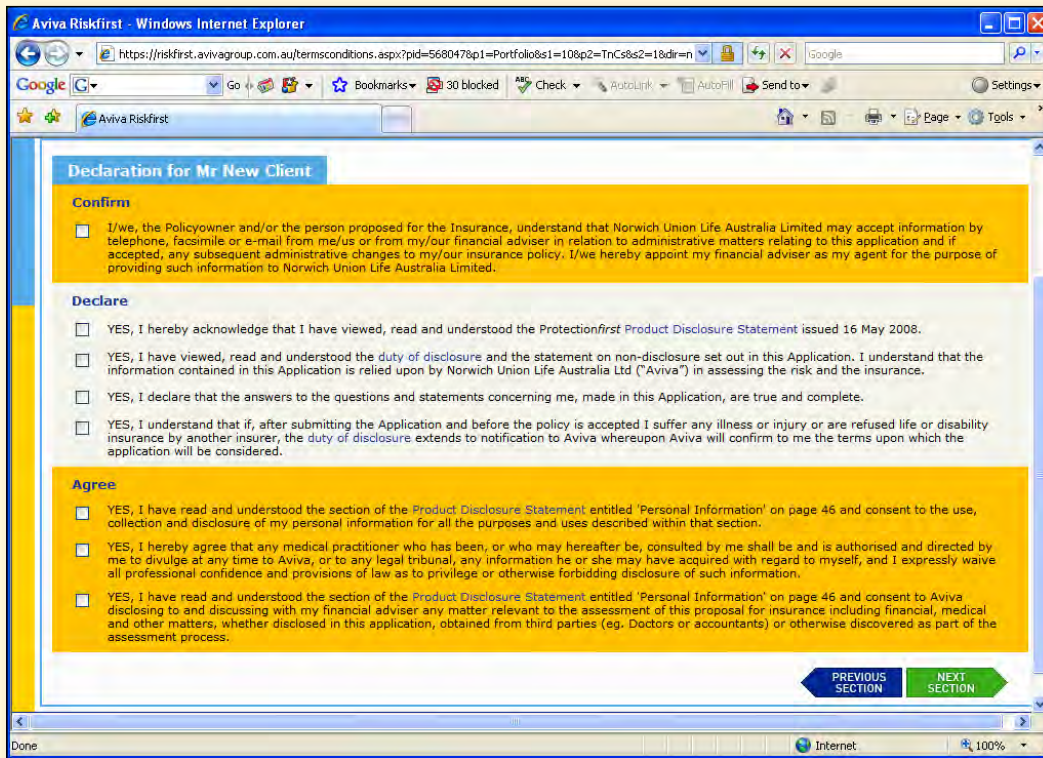 Aviva Riskfirst - Windows Internet Explorer
https://riskfirst.avivagroup.com.au/termsconditions.aspx?pid=568047&p1=Portfolio&s1=10&p2=TnCs&s2=1&dir=n
Google
Google G Go Bookmarks 30 blocked ABC Check AutoLink AutoFill Send to Settings
Aviva Riskfirst Page Tools
Declaration for Mr New Client
Confirm
I/we, the Policyowner and/or the person proposed for the Insurance, understand that Norwich Union Life Australia Limited may accept information by
telephone, facsimile or e-mail from me/us or from my/our financial adviser in relation to administrative matters relating to this application and if
accepted, any subsequent administrative changes to my/our insurance policy. I/we hereby appoint my financial adviser as my agent for the purpose of
providing such information to Norwich Union Life Australia Limited.
Declare
YES, I hereby acknowledge that I have viewed, read and understood the Protectionfirst Product Disclosure Statement issued 16 May 2008.
YES, I have viewed, read and understood the duty of disclosure and the statement on non-disclosure set out in this Application. I understand that the
information contained in this Application is relied upon by Norwich Union Life Australia Ltd ("Aviva") in assessing the risk and the insurance.
YES, I declare that the answers to the questions and statements concerning me, made in this Application, are true and complete.
YES, I understand that if, after submitting the Application and before the policy is accepted I suffer any illness or injury or are refused life or disability
insurance by another insurer, the duty of disclosure extends to notification to Aviva whereupon Aviva will confirm to me the terms upon which the
application will be considered.
Agree
YES, I have read and understood the section of the Product Disclosure Statement entitled 'Personal Information' on page 46 and consent to the use,
collection and disclosure of my personal information for all the purposes and uses described within that section.
YES, I hereby agree that any medical practitioner who has been, or who may hereafter be, consulted by me shall be and is authorised and directed by
me to divulge at any time to Aviva, or to any legal tribunal, any information he or she may have acquired with regard to myself, and I expressly waive
all professional confidence and provisions of law as to privilege or otherwise forbidding disclosure of such information.
YES, I have read and understood the section of the Product Disclosure Statement entitled 'Personal Information' on page 46 and consent to Aviva
disclosing to and discussing with my financial adviser any matter relevant to the assessment of this proposal for insurance including financial, medical
and other matters, whether disclosed in this application, obtained from third parties (eg. Doctors or accountants) or otherwise discovered as part of the
assessment process.
PREVIOUS
SECTION
NEXT
SECTION
Done Internet 100%